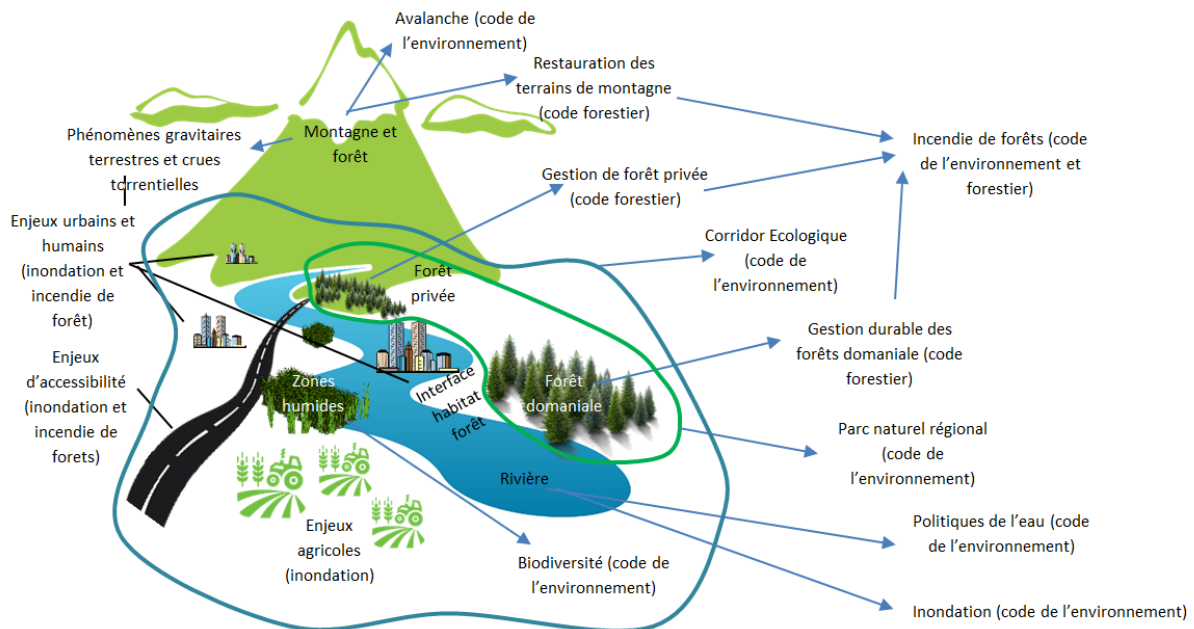 Avalanche (code de
l’environnement)
Restauration des
terrains de montagne
(code forestier)
Phénomènes gravitaires
terrestres et crues
torrentielles
Montagne et
forêt
Incendie de forêts (code
de l’environnement et
forestier)
Gestion de forêt privée
(code forestier)
Enjeux urbains et
humains
(inondation et
incendie de
forêt)
Corridor Ecologique
(code de
l’environnement)
Forêt
privée
Gestion durable des
forêts domaniale (code
forestier)
Enjeux
d’accessibilité
(inondation et
incendie de
forets)
Zones
humides
Interface
habitat
forêt
Forêt
domaniale
Parc naturel régional
(code de
l’environnement)
Rivière
Enjeux
agricoles
(inondation)
Politiques de l’eau (code
de l’environnement)
Biodiversité (code de
l’environnement)
Inondation (code de l’environnement)